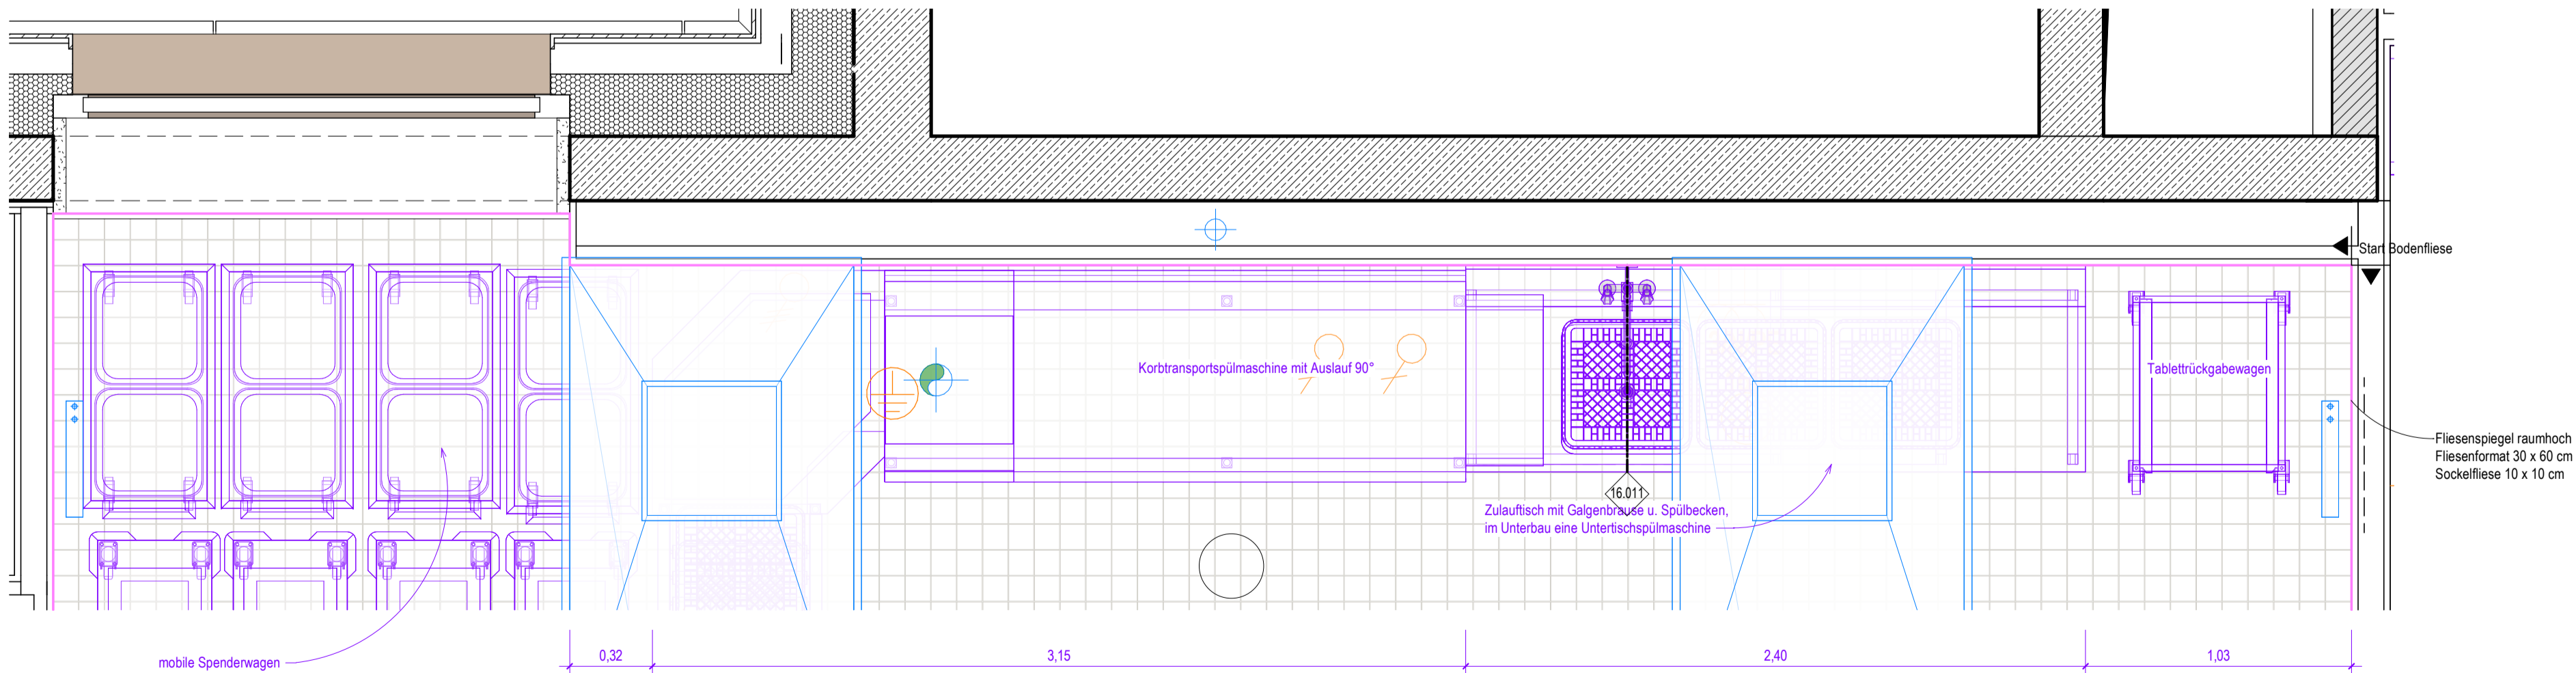 Start Bodenfliese
Korbtransportspülmaschine mit Auslauf 90°
Tablettrückgabewagen
Fliesenspiegel raumhoch
Fliesenformat 30 x 60 cm
Sockelfliese 10 x 10 cm
16.011
Zulauftisch mit Galgenbrause u. Spülbecken,
im Unterbau eine Untertischspülmaschine
mobile Spenderwagen
0,32
3,15
2,40
1,03